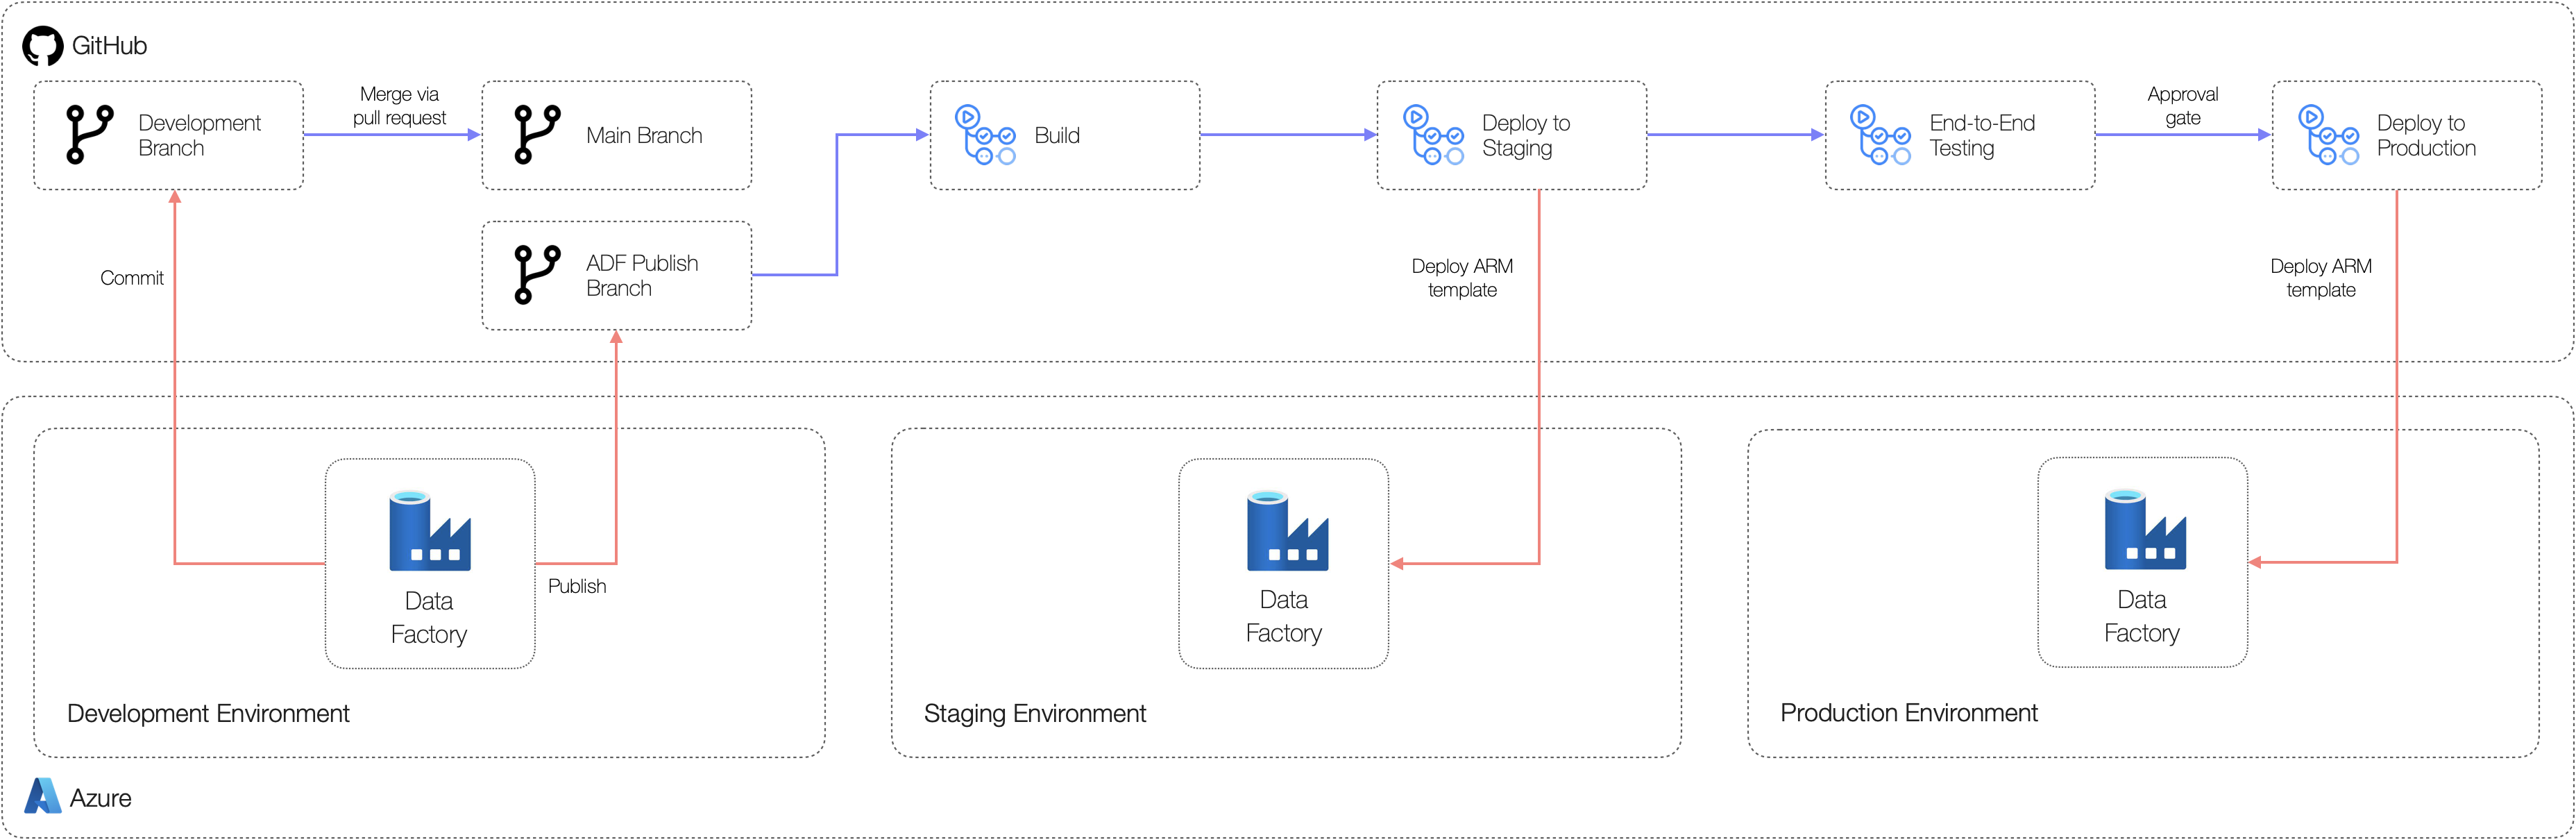 GitHub
Development
Branch
Merge via
pull request
Main Branch
Build
Deploy to
Staging
End-to-End
Testing
Approval
gate
Deploy to
Production
Commit
ADF Publish
Branch
Deploy ARM
template
Deploy ARM
template
Publish
Data
Factory
Data
Factory
Data
Factory
Development Environment
Staging Environment
Production Environment
Azure